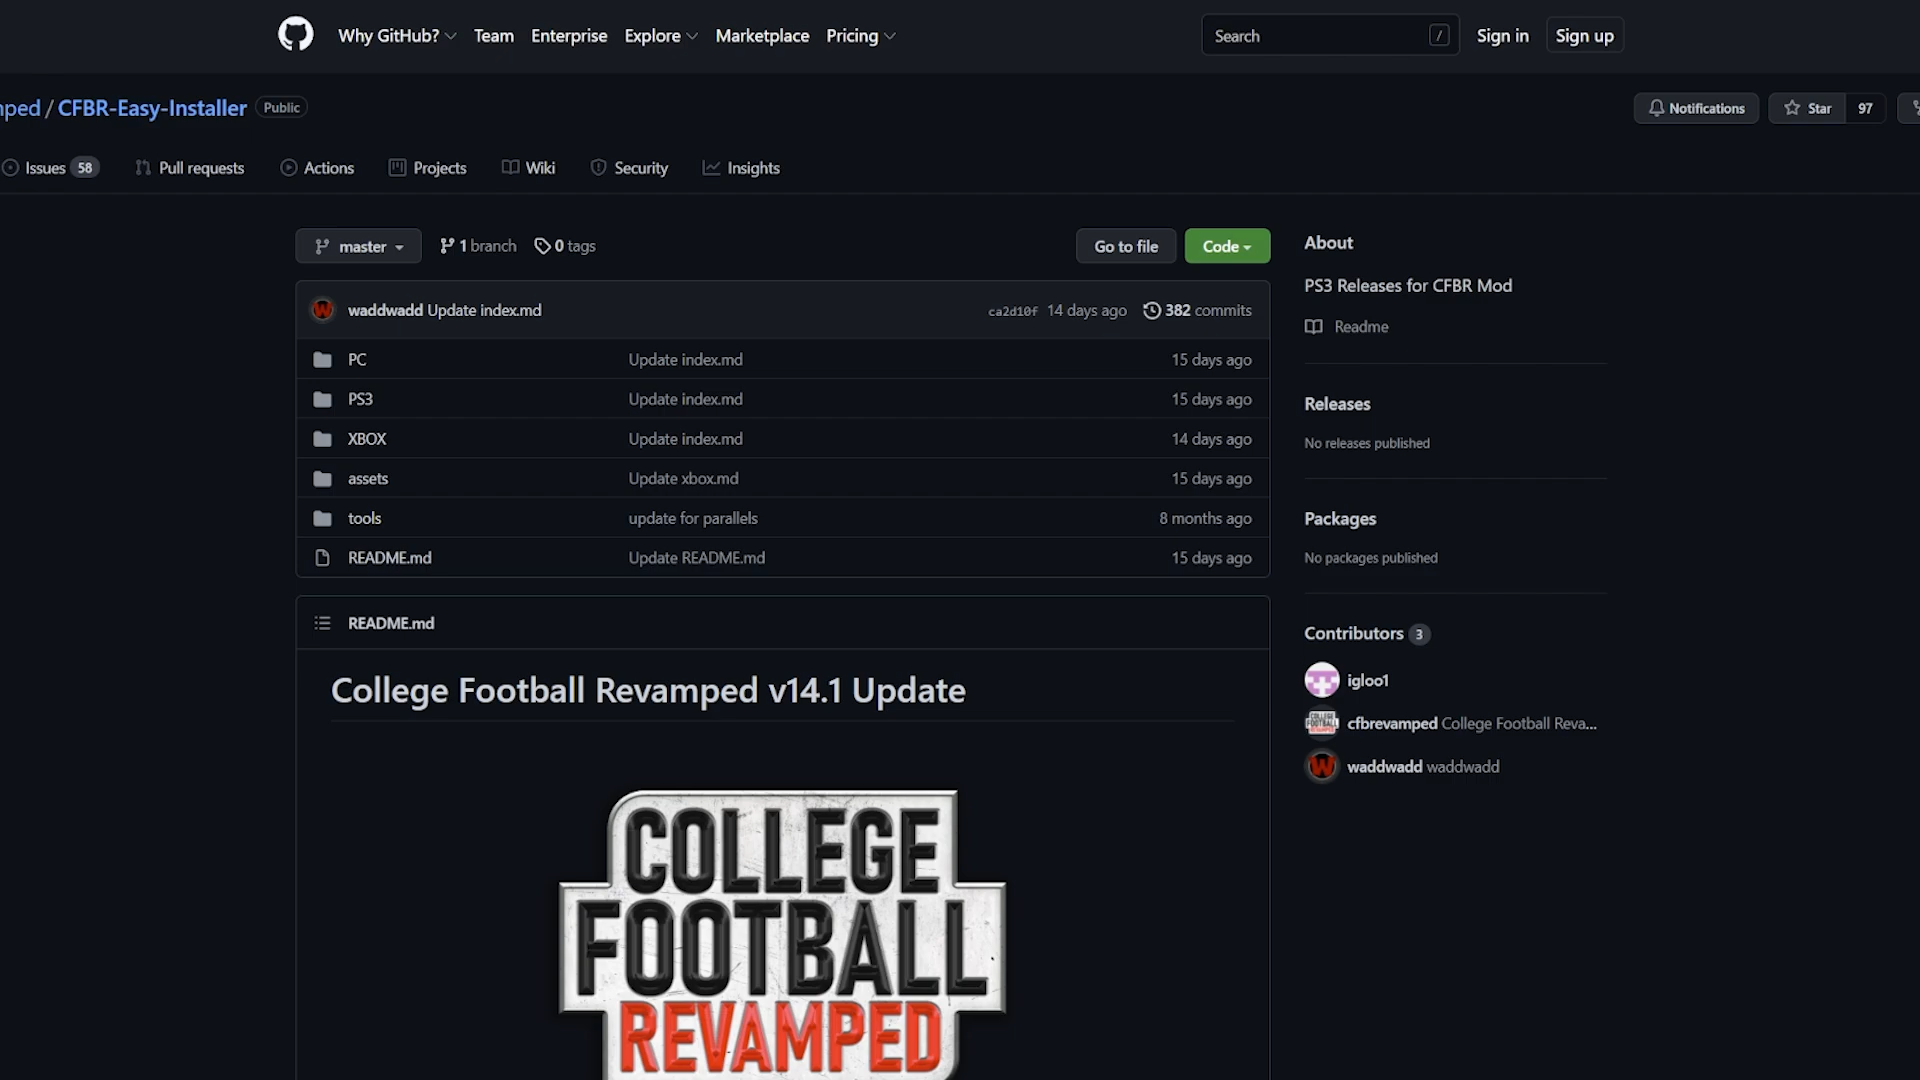 Why GitHub? Team Enterprise Explore Marketplace Pricing Search / Sign in Sign up
mped / CFBR-Easy-Installer Public Notifications Star 97
Issues 58 Pull requests Actions Projects Wiki Security Insights
master 1 branch 0 tags Go to file Code
waddwadd Update index.md ca2d10f 14 days ago 382 commits
PC Update index.md 15 days ago
PS3 Update index.md 15 days ago
XBOX Update index.md 14 days ago
assets Update xbox.md 15 days ago
tools update for parallels 8 months ago
README.md Update README.md 15 days ago
README.md
College Football Revamped v14.1 Update
COLLEGE
FOOTBALL
REVAMPED
About
PS3 Releases for CFBR Mod
Readme
Releases
No releases published
Packages
No packages published
Contributors 3
igloo1
cfbrevamped College Football Reva...
waddwadd waddwadd